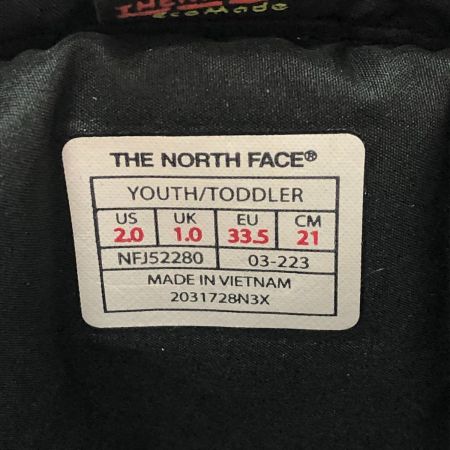 EcoMade
THE NORTH FACE®
YOUTH/TODDLER
US UK EU CM
2.0 1.0 33.5 21
NFJ52280 03-223
MADE IN VIETNAM
2031728N3X